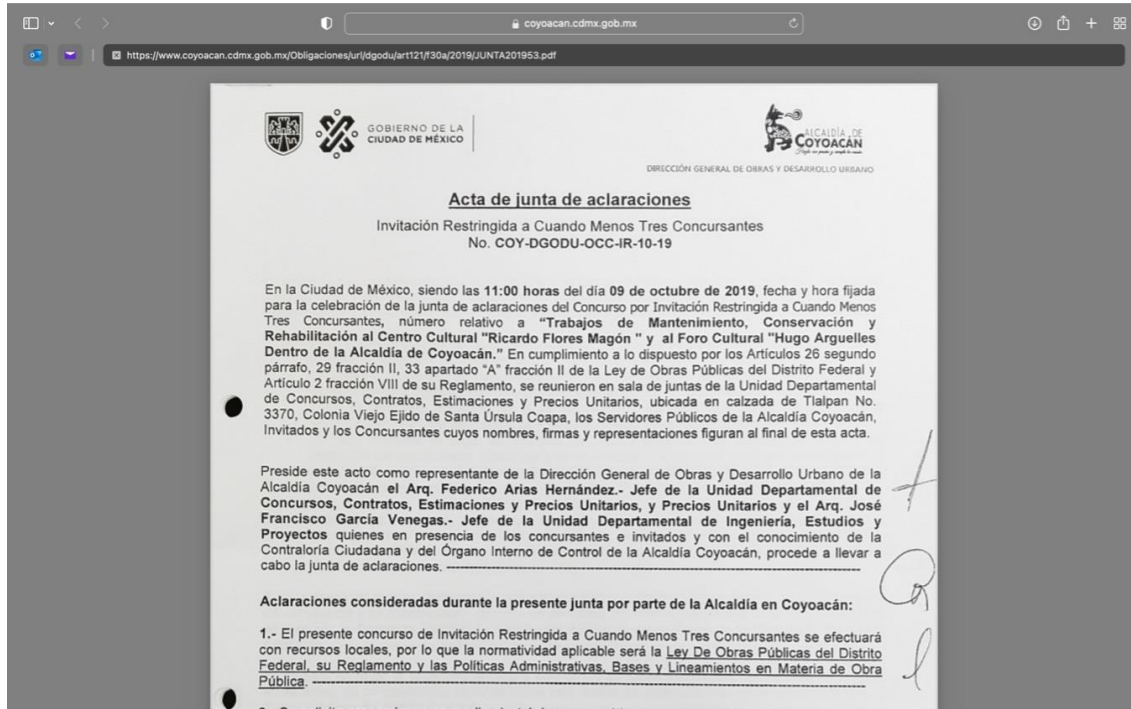 coyoacan.cdmx.gob.mx
https://www.coyoacan.cdmx.gob.mx/Obligaciones/url/dgodu/art121/f30a/2019/JUNTA201953.pdf
GOBIERNO DE LA
CIUDAD DE MÉXICO
ALCALDÍA DE
COYOACÁN
DIRECCIÓN GENERAL DE OBRAS Y DESARROLLO URBANO
Acta de junta de aclaraciones
Invitación Restringida a Cuando Menos Tres Concursantes
No. COY-DGODU-OCC-IR-10-19
En la Ciudad de México, siendo las 11:00 horas del día 09 de octubre de 2019, fecha y hora fijada
para la celebración de la junta de aclaraciones del Concurso por Invitación Restringida a Cuando Menos
Tres Concursantes, número relativo a "Trabajos de Mantenimiento, Conservación y
Rehabilitación al Centro Cultural "Ricardo Flores Magón " y al Foro Cultural "Hugo Arguelles
Dentro de la Alcaldía de Coyoacán." En cumplimiento a lo dispuesto por los Artículos 26 segundo
párrafo, 29 fracción II, 33 apartado "A" fracción II de la Ley de Obras Públicas del Distrito Federal y
Artículo 2 fracción VIII de su Reglamento, se reunieron en sala de juntas de la Unidad Departamental
de Concursos, Contratos, Estimaciones y Precios Unitarios, ubicada en calzada de Tlalpan No.
3370, Colonia Viejo Ejido de Santa Úrsula Coapa, los Servidores Públicos de la Alcaldía Coyoacán,
Invitados y los Concursantes cuyos nombres, firmas y representaciones figuran al final de esta acta.
Preside este acto como representante de la Dirección General de Obras y Desarrollo Urbano de la
Alcaldía Coyoacán el Arq. Federico Arias Hernández.- Jefe de la Unidad Departamental de
Concursos, Contratos, Estimaciones y Precios Unitarios, y Precios Unitarios y el Arq. José
Francisco García Venegas.- Jefe de la Unidad Departamental de Ingeniería, Estudios y
Proyectos quienes en presencia de los concursantes e invitados y con el conocimiento de la
Contraloría Ciudadana y del Órgano Interno de Control de la Alcaldía Coyoacán, procede a llevar a
cabo la junta de aclaraciones.
Aclaraciones consideradas durante la presente junta por parte de la Alcaldía en Coyoacán:
1.- El presente concurso de Invitación Restringida a Cuando Menos Tres Concursantes se efectuará
con recursos locales, por lo que la normatividad aplicable será la Ley De Obras Públicas del Distrito
Federal, su Reglamento y las Políticas Administrativas, Bases y Lineamientos en Materia de Obra
Pública.